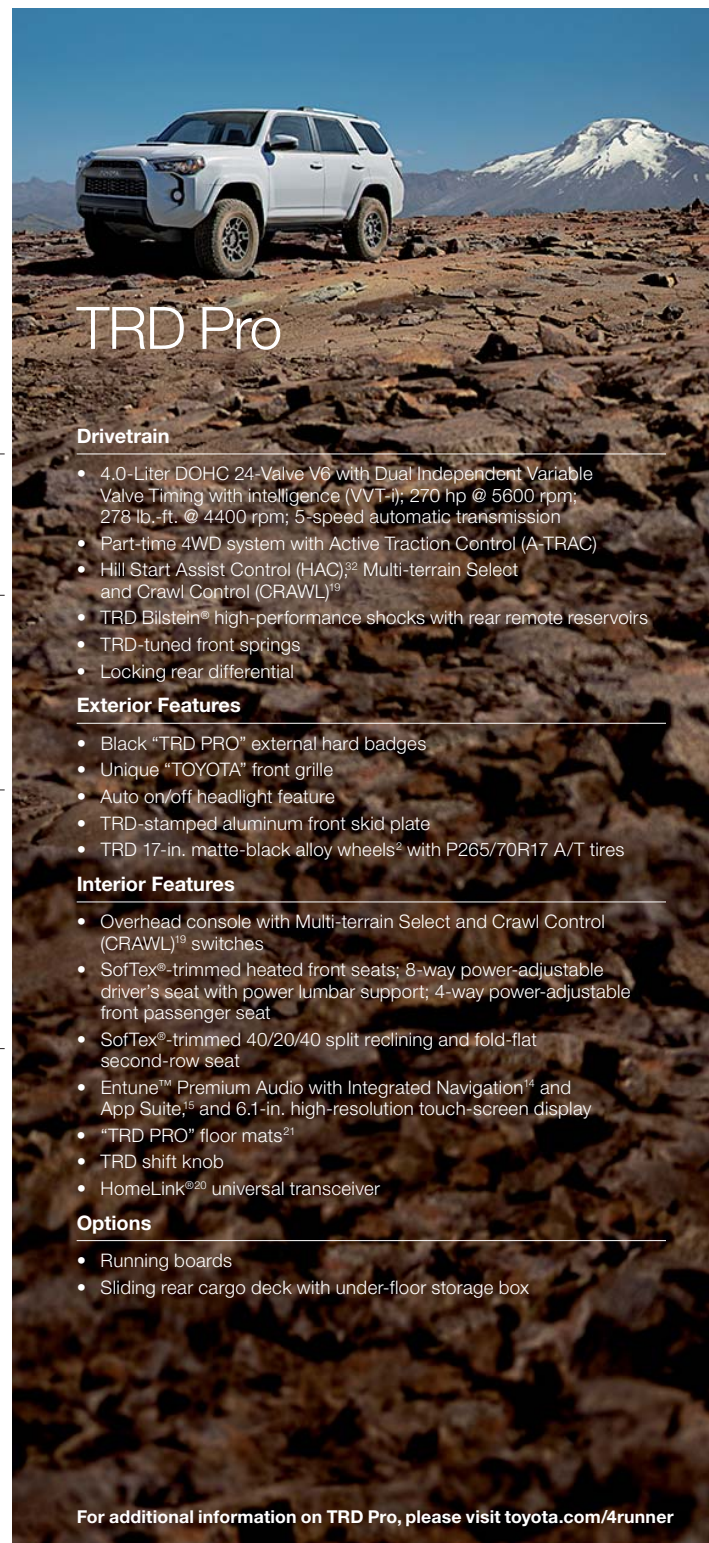 TRD Pro
Drivetrain
• 4.0-Liter DOHC 24-Valve V6 with Dual Independent Variable
Valve Timing with intelligence (VVT-i); 270 hp @ 5600 rpm;
278 lb.-ft. @ 4400 rpm; 5-speed automatic transmission
• Part-time 4WD system with Active Traction Control (A-TRAC)
• Hill Start Assist Control (HAC),32 Multi-terrain Select
and Crawl Control (CRAWL)19
• TRD Bilstein® high-performance shocks with rear remote reservoirs
• TRD-tuned front springs
• Locking rear differential
Exterior Features
• Black “TRD PRO” external hard badges
• Unique “TOYOTA” front grille
• Auto on/off headlight feature
• TRD-stamped aluminum front skid plate
• TRD 17-in. matte-black alloy wheels2 with P265/70R17 A/T tires
Interior Features
• Overhead console with Multi-terrain Select and Crawl Control
(CRAWL)19 switches
• SofTex®-trimmed heated front seats; 8-way power-adjustable
driver’s seat with power lumbar support; 4-way power-adjustable
front passenger seat
• SofTex®-trimmed 40/20/40 split reclining and fold-flat
second-row seat
• Entune™ Premium Audio with Integrated Navigation14 and
App Suite,15 and 6.1-in. high-resolution touch-screen display
• “TRD PRO” floor mats21
• TRD shift knob
• HomeLink®20 universal transceiver
Options
• Running boards
• Sliding rear cargo deck with under-floor storage box
For additional information on TRD Pro, please visit toyota.com/4runner